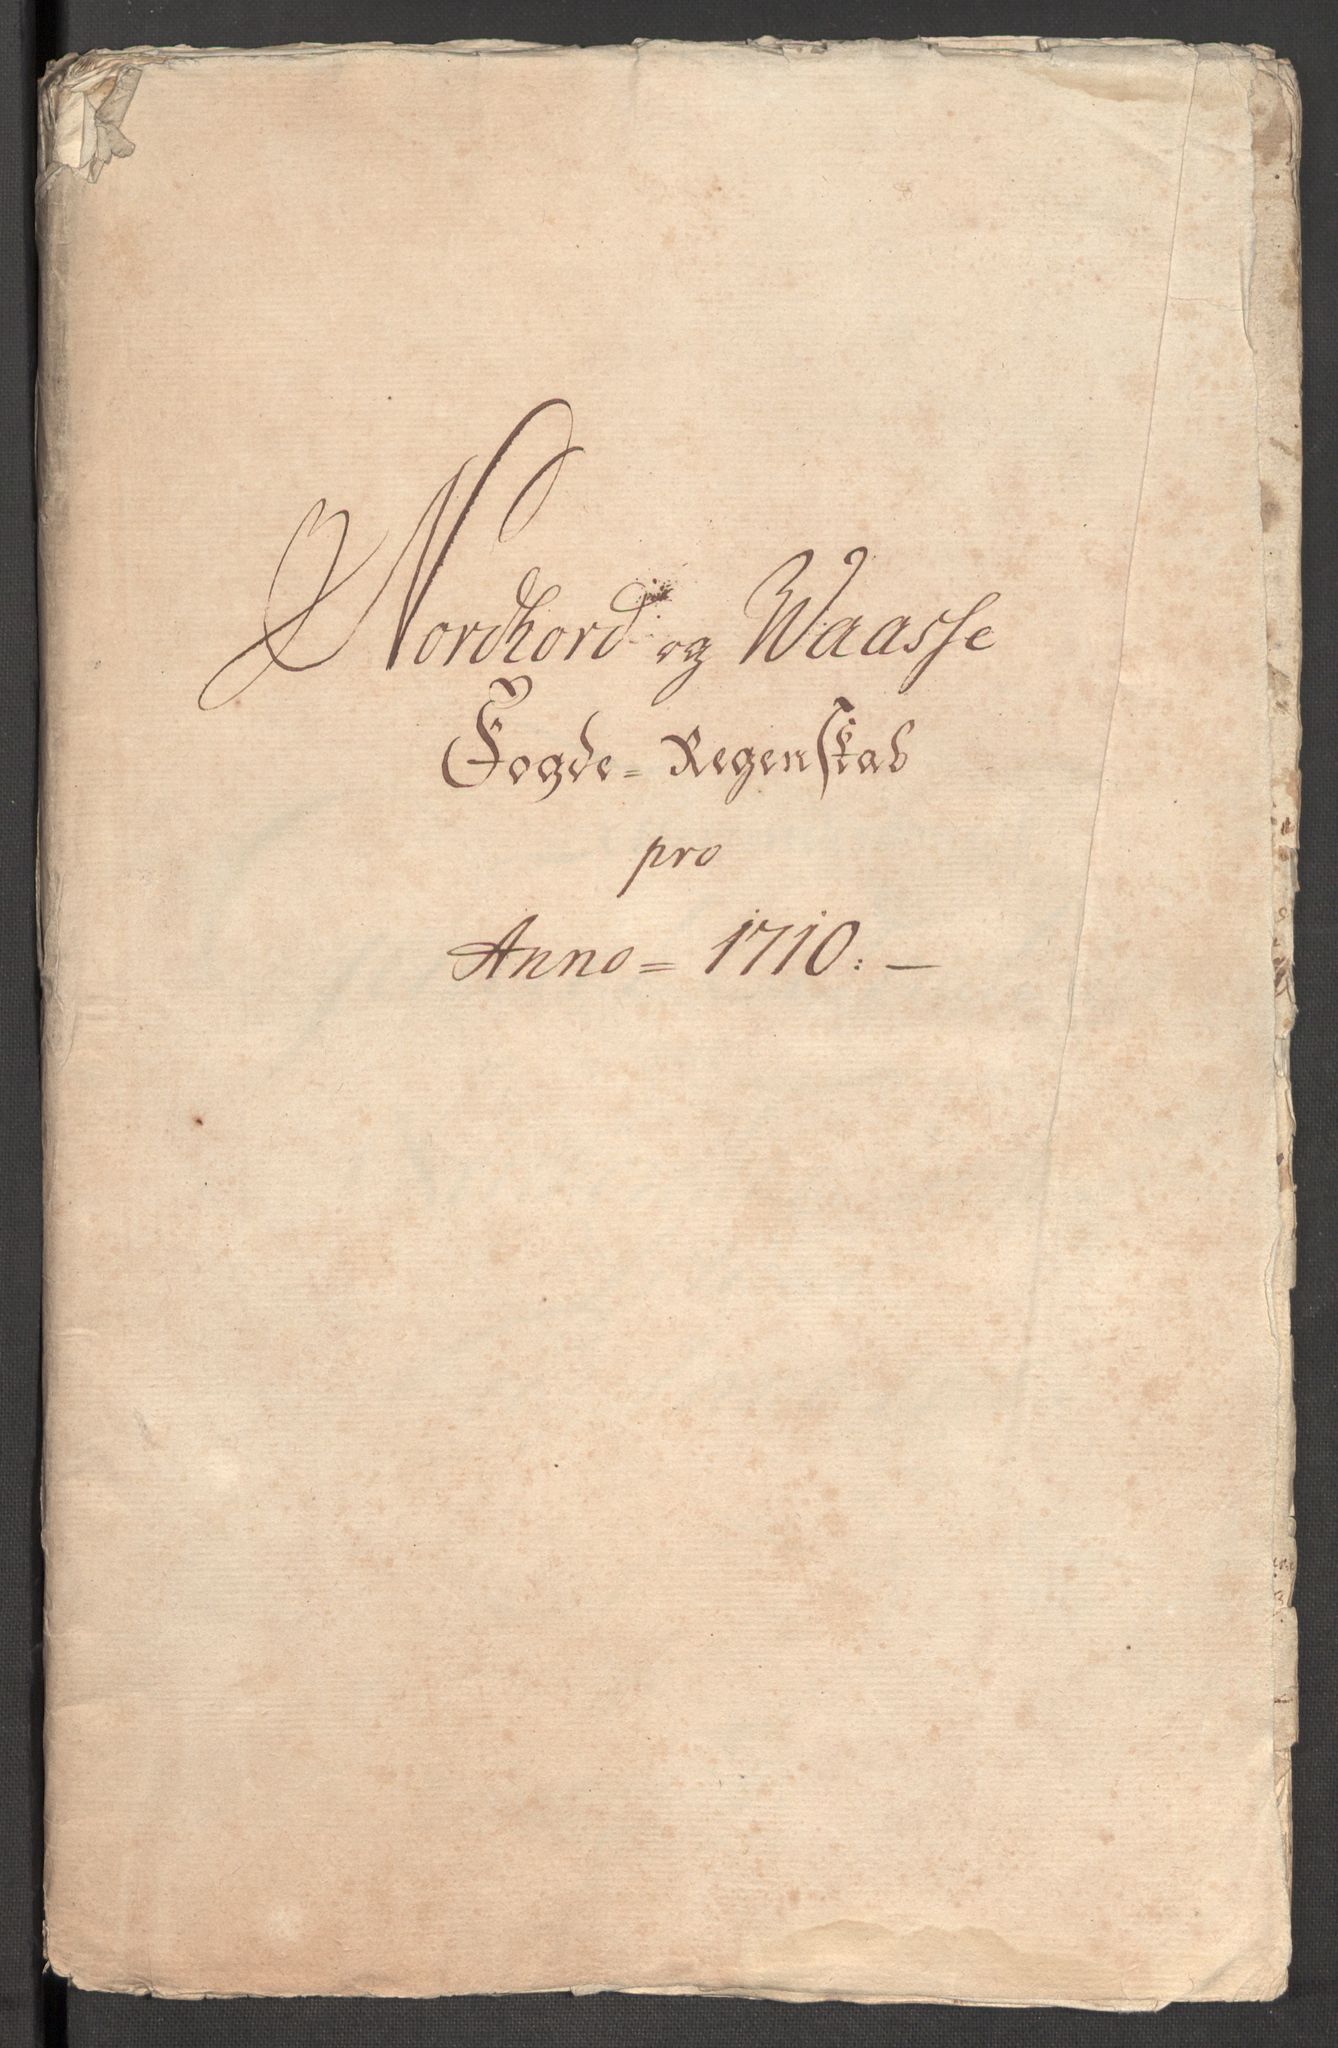 Nordhord og Waasse
Fogde= Regenskab
pro
Anno= 1710:—